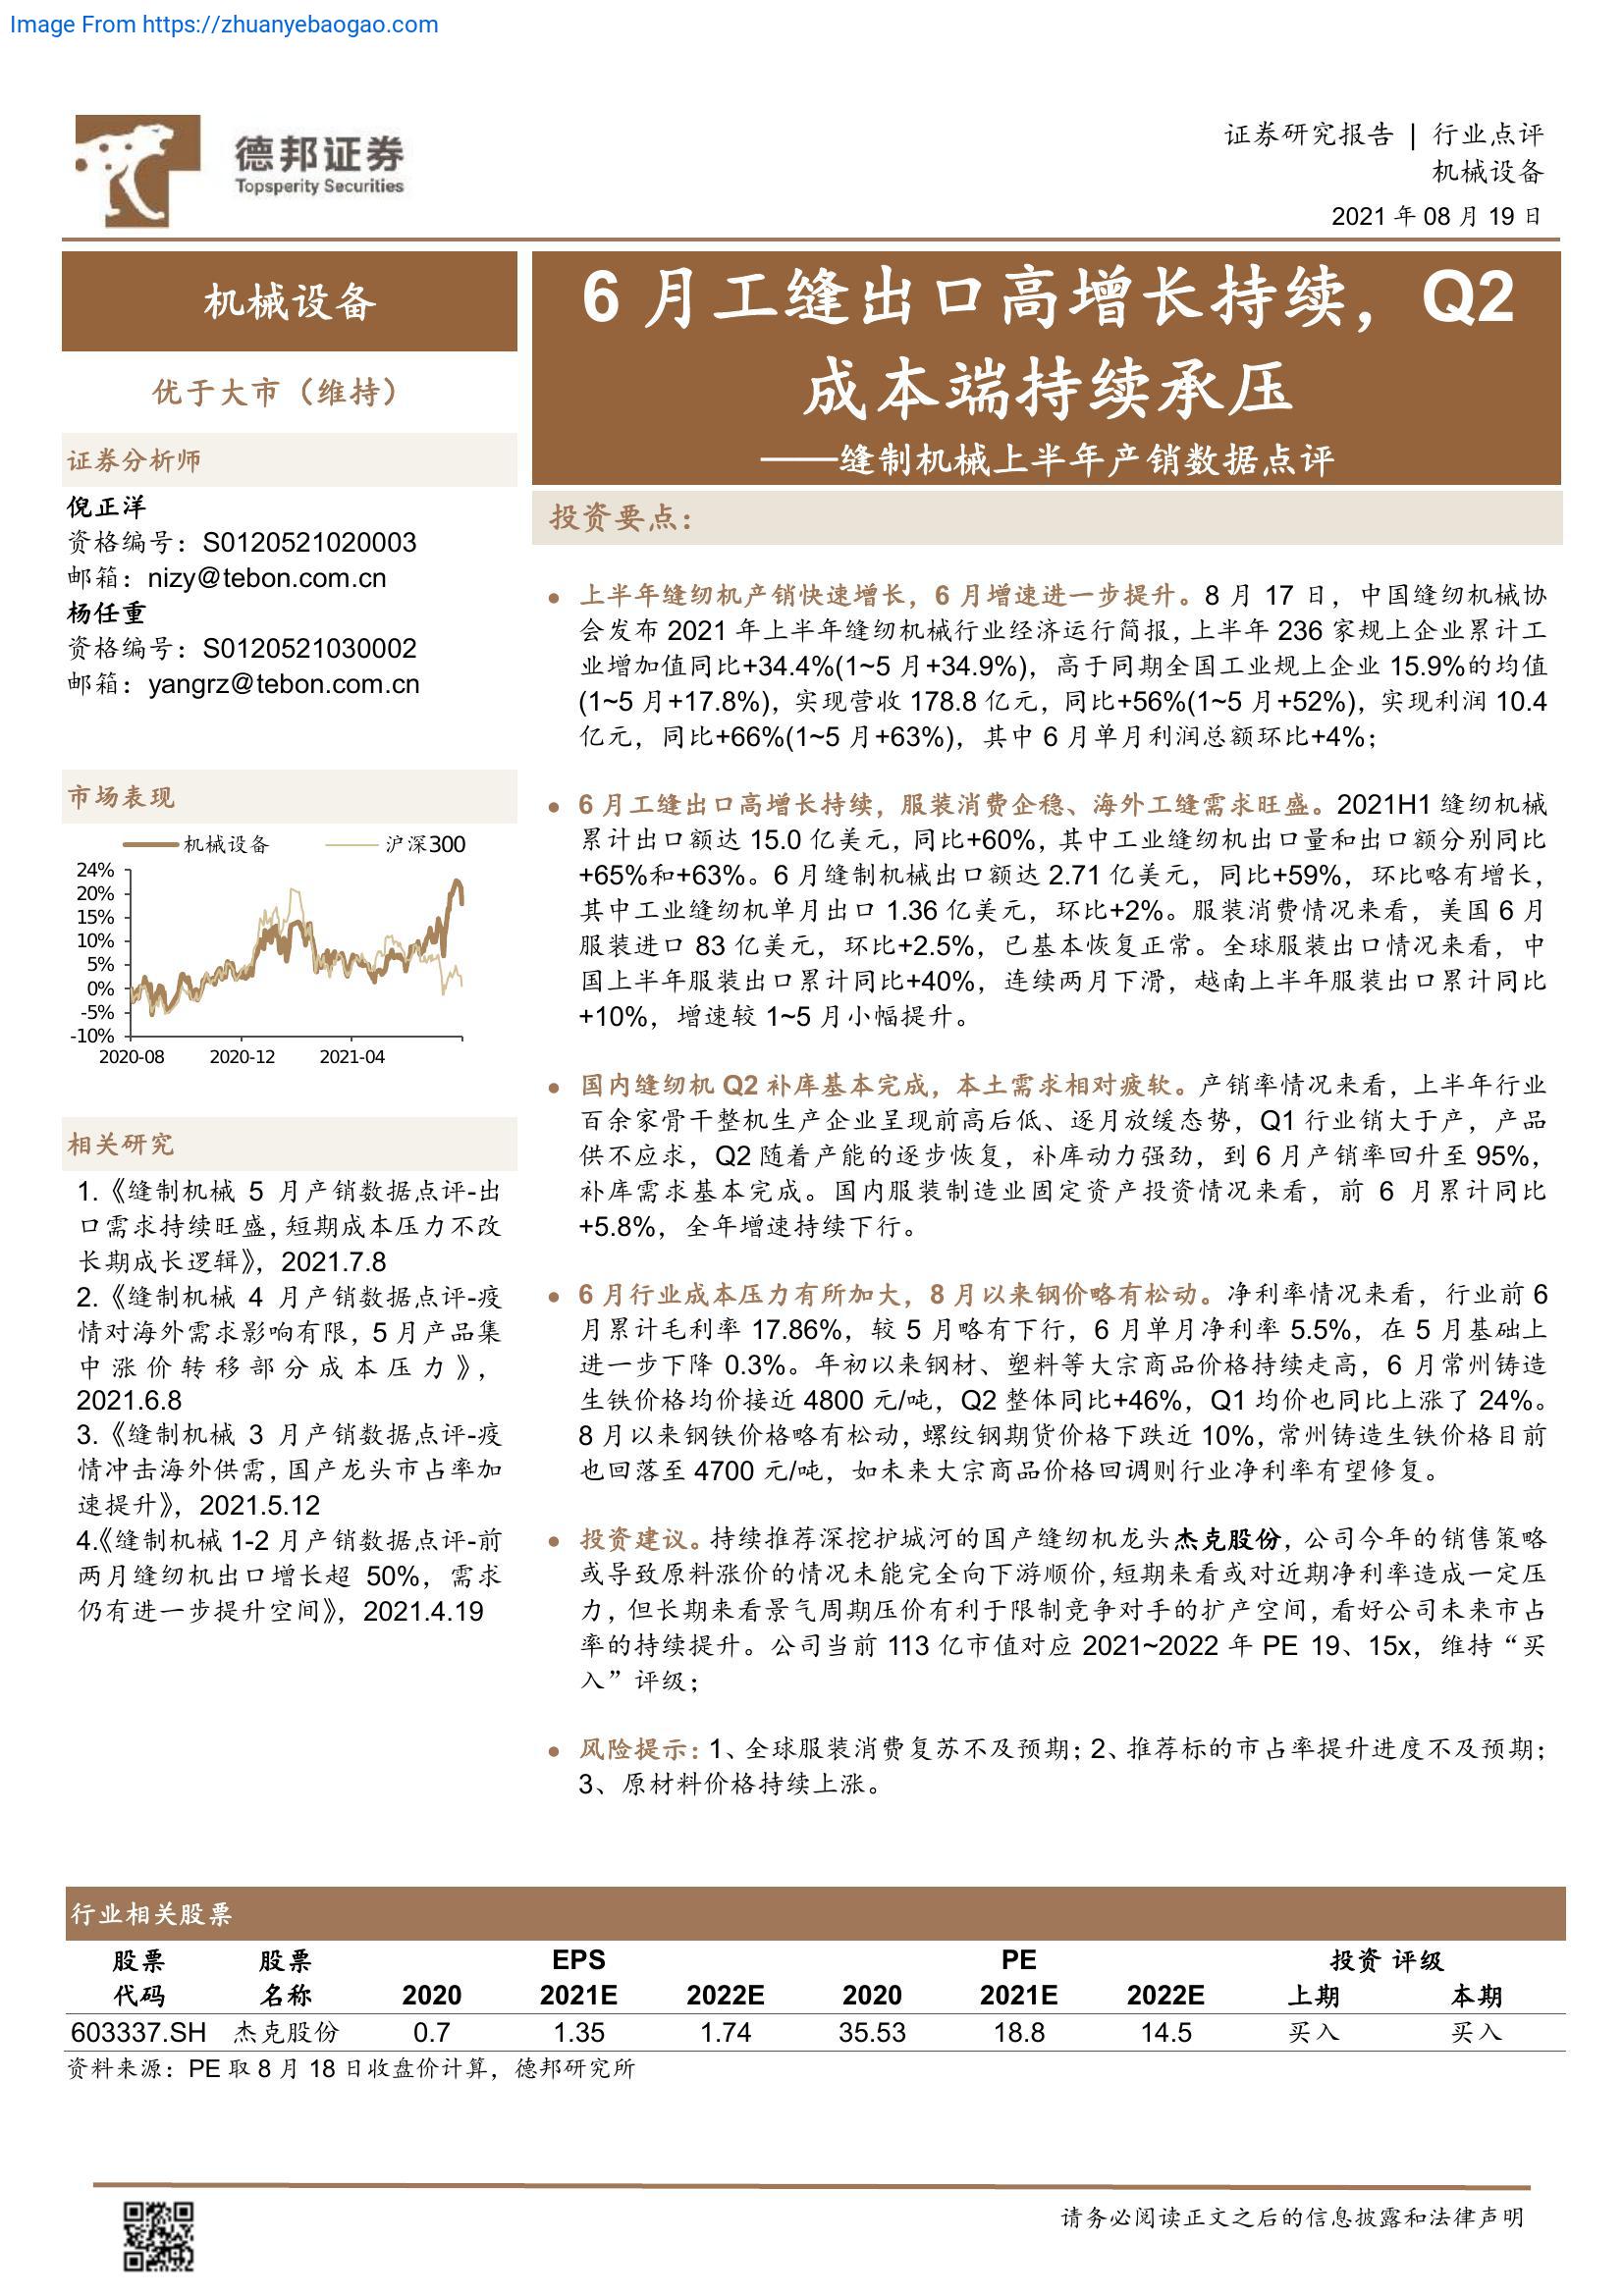 Image From https://zhuanyebaogao.com
德邦证券
Topsperity Securities
证券研究报告 | 行业点评
机械设备
2021 年 08 月 19 日
机械设备
优于大市（维持）
证券分析师
倪正洋
资格编号：S0120521020003
邮箱：nizy@tebon.com.cn
杨任重
资格编号：S0120521030002
邮箱：yangrz@tebon.com.cn
市场表现
机械设备 沪深300
24%
20%
15%
10%
5%
0%
-5%
-10%
2020-08 2020-12 2021-04
相关研究
1.《缝制机械 5 月产销数据点评-出
口需求持续旺盛，短期成本压力不改
长期成长逻辑》，2021.7.8
2.《缝制机械 4 月产销数据点评-疫
情对海外需求影响有限，5 月产品集
中涨价转移部分成本压力》，
2021.6.8
3.《缝制机械 3 月产销数据点评-疫
情冲击海外供需，国产龙头市占率加
速提升》，2021.5.12
4.《缝制机械 1-2 月产销数据点评-前
两月缝纫机出口增长超 50%，需求
仍有进一步提升空间》，2021.4.19
6 月工缝出口高增长持续，Q2
成本端持续承压
——缝制机械上半年产销数据点评
投资要点：
● 上半年缝纫机产销快速增长，6 月增速进一步提升。8 月 17 日，中国缝纫机械协
会发布 2021 年上半年缝纫机械行业经济运行简报，上半年 236 家规上企业累计工
业增加值同比+34.4%(1~5 月+34.9%)，高于同期全国工业规上企业 15.9%的均值
(1~5 月+17.8%)，实现营收 178.8 亿元，同比+56%(1~5 月+52%)，实现利润 10.4
亿元，同比+66%(1~5 月+63%)，其中 6 月单月利润总额环比+4%；
● 6 月工缝出口高增长持续，服装消费企稳、海外工缝需求旺盛。2021H1 缝纫机械
累计出口额达 15.0 亿美元，同比+60%，其中工业缝纫机出口量和出口额分别同比
+65%和+63%。6 月缝制机械出口额达 2.71 亿美元，同比+59%，环比略有增长，
其中工业缝纫机单月出口 1.36 亿美元，环比+2%。服装消费情况来看，美国 6 月
服装进口 83 亿美元，环比+2.5%，已基本恢复正常。全球服装出口情况来看，中
国上半年服装出口累计同比+40%，连续两月下滑，越南上半年服装出口累计同比
+10%，增速较 1~5 月小幅提升。
● 国内缝纫机 Q2 补库基本完成，本土需求相对疲软。产销率情况来看，上半年行业
百余家骨干整机生产企业呈现前高后低、逐月放缓态势，Q1 行业销大于产，产品
供不应求，Q2 随着产能的逐步恢复，补库动力强劲，到 6 月产销率回升至 95%，
补库需求基本完成。国内服装制造业固定资产投资情况来看，前 6 月累计同比
+5.8%，全年增速持续下行。
● 6 月行业成本压力有所加大，8 月以来钢价略有松动。净利率情况来看，行业前 6
月累计毛利率 17.86%，较 5 月略有下行，6 月单月净利率 5.5%，在 5 月基础上
进一步下降 0.3%。年初以来钢材、塑料等大宗商品价格持续走高，6 月常州铸造
生铁价格均价接近 4800 元/吨，Q2 整体同比+46%，Q1 均价也同比上涨了 24%。
8 月以来钢铁价格略有松动，螺纹钢期货价格下跌近 10%，常州铸造生铁价格目前
也回落至 4700 元/吨，如未来大宗商品价格回调则行业净利率有望修复。
● 投资建议。持续推荐深挖护城河的国产缝纫机龙头杰克股份，公司今年的销售策略
或导致原料涨价的情况未能完全向下游顺价，短期来看或对近期净利率造成一定压
力，但长期来看景气周期压价有利于限制竞争对手的扩产空间，看好公司未来市占
率的持续提升。公司当前 113 亿市值对应 2021~2022 年 PE 19、15x，维持“买
入”评级；
● 风险提示：1、全球服装消费复苏不及预期；2、推荐标的市占率提升进度不及预期；
3、原材料价格持续上涨。
行业相关股票
股票 股票 EPS PE 投资 评级
代码 名称 2020 2021E 2022E 2020 2021E 2022E 上期 本期
603337.SH 杰克股份 0.7 1.35 1.74 35.53 18.8 14.5 买入 买入
资料来源：PE 取 8 月 18 日收盘价计算，德邦研究所
请务必阅读正文之后的信息披露和法律声明